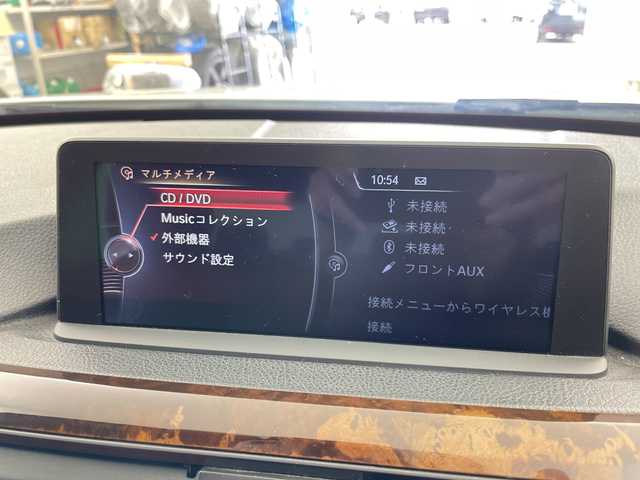 マルチメディア
CD / DVD
Musicコレクション
外部機器
サウンド設定
10:54
未接続
未接続
未接続
フロントAUX
接続メニューからワイヤレス機
接続